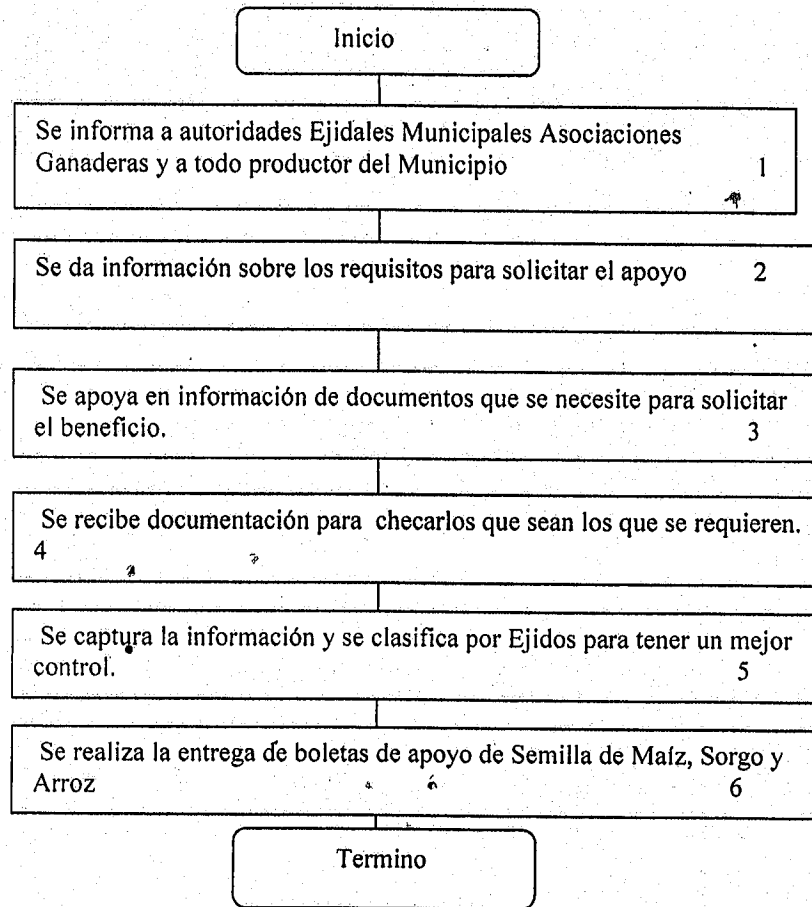 Inicio
Se informa a autoridades Ejidales Municipales Asociaciones
Ganaderas y a todo productor del Municipio 1
Se da información sobre los requisitos para solicitar el apoyo 2
Se apoya en información de documentos que se necesite para solicitar
el beneficio. 3
Se recibe documentación para checarlos que sean los que se requieren.
4
Se captura la información y se clasifica por Ejidos para tener un mejor
control. 5
Se realiza la entrega de boletas de apoyo de Semilla de Maíz, Sorgo y
Arroz 6
Termino